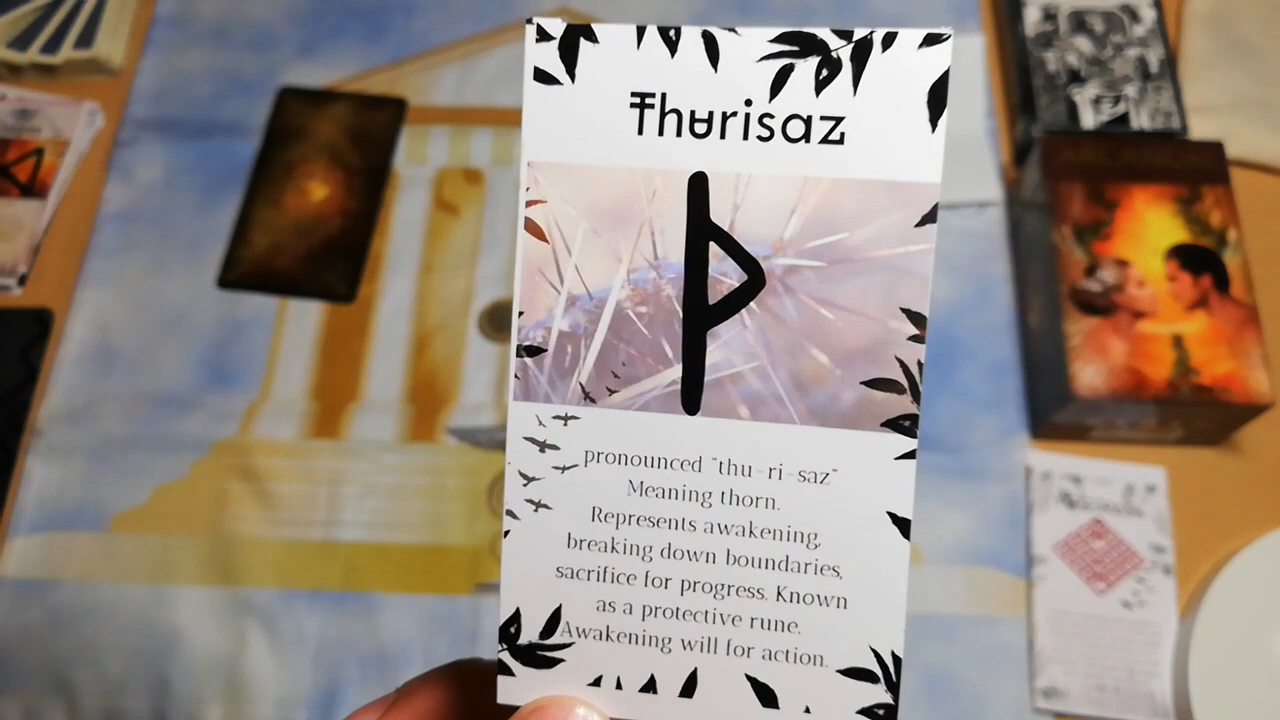 Thurisaz
pronounced "thu-ri-saz"
Meaning thorn.
Represents awakening,
breaking down boundaries,
sacrifice for progress. Known
as a protective rune.
Awakening will for action.